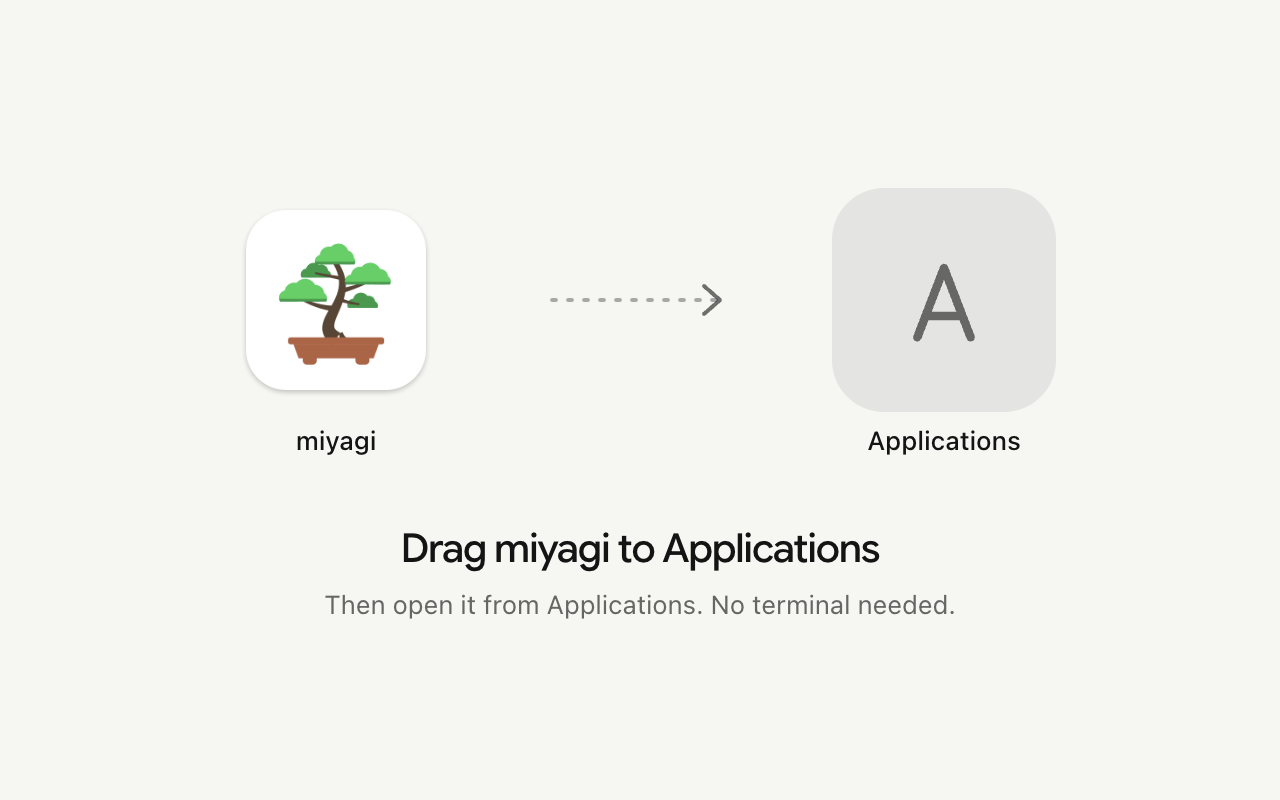 A
miyagi
Applications
Drag miyagi to Applications
Then open it from Applications. No terminal needed.